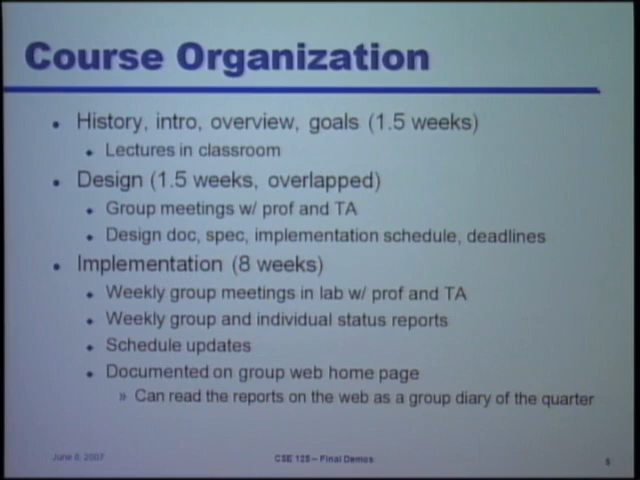 Course Organization
• History, intro, overview, goals (1.5 weeks)
• Lectures in classroom
• Design (1.5 weeks, overlapped)
• Group meetings w/ prof and TA
• Design doc, spec, implementation schedule, deadlines
• Implementation (8 weeks)
• Weekly group meetings in lab w/ prof and TA
• Weekly group and individual status reports
• Schedule updates
• Documented on group web home page
» Can read the reports on the web as a group diary of the quarter
June 8, 2007
CSE 125 – Final Demos